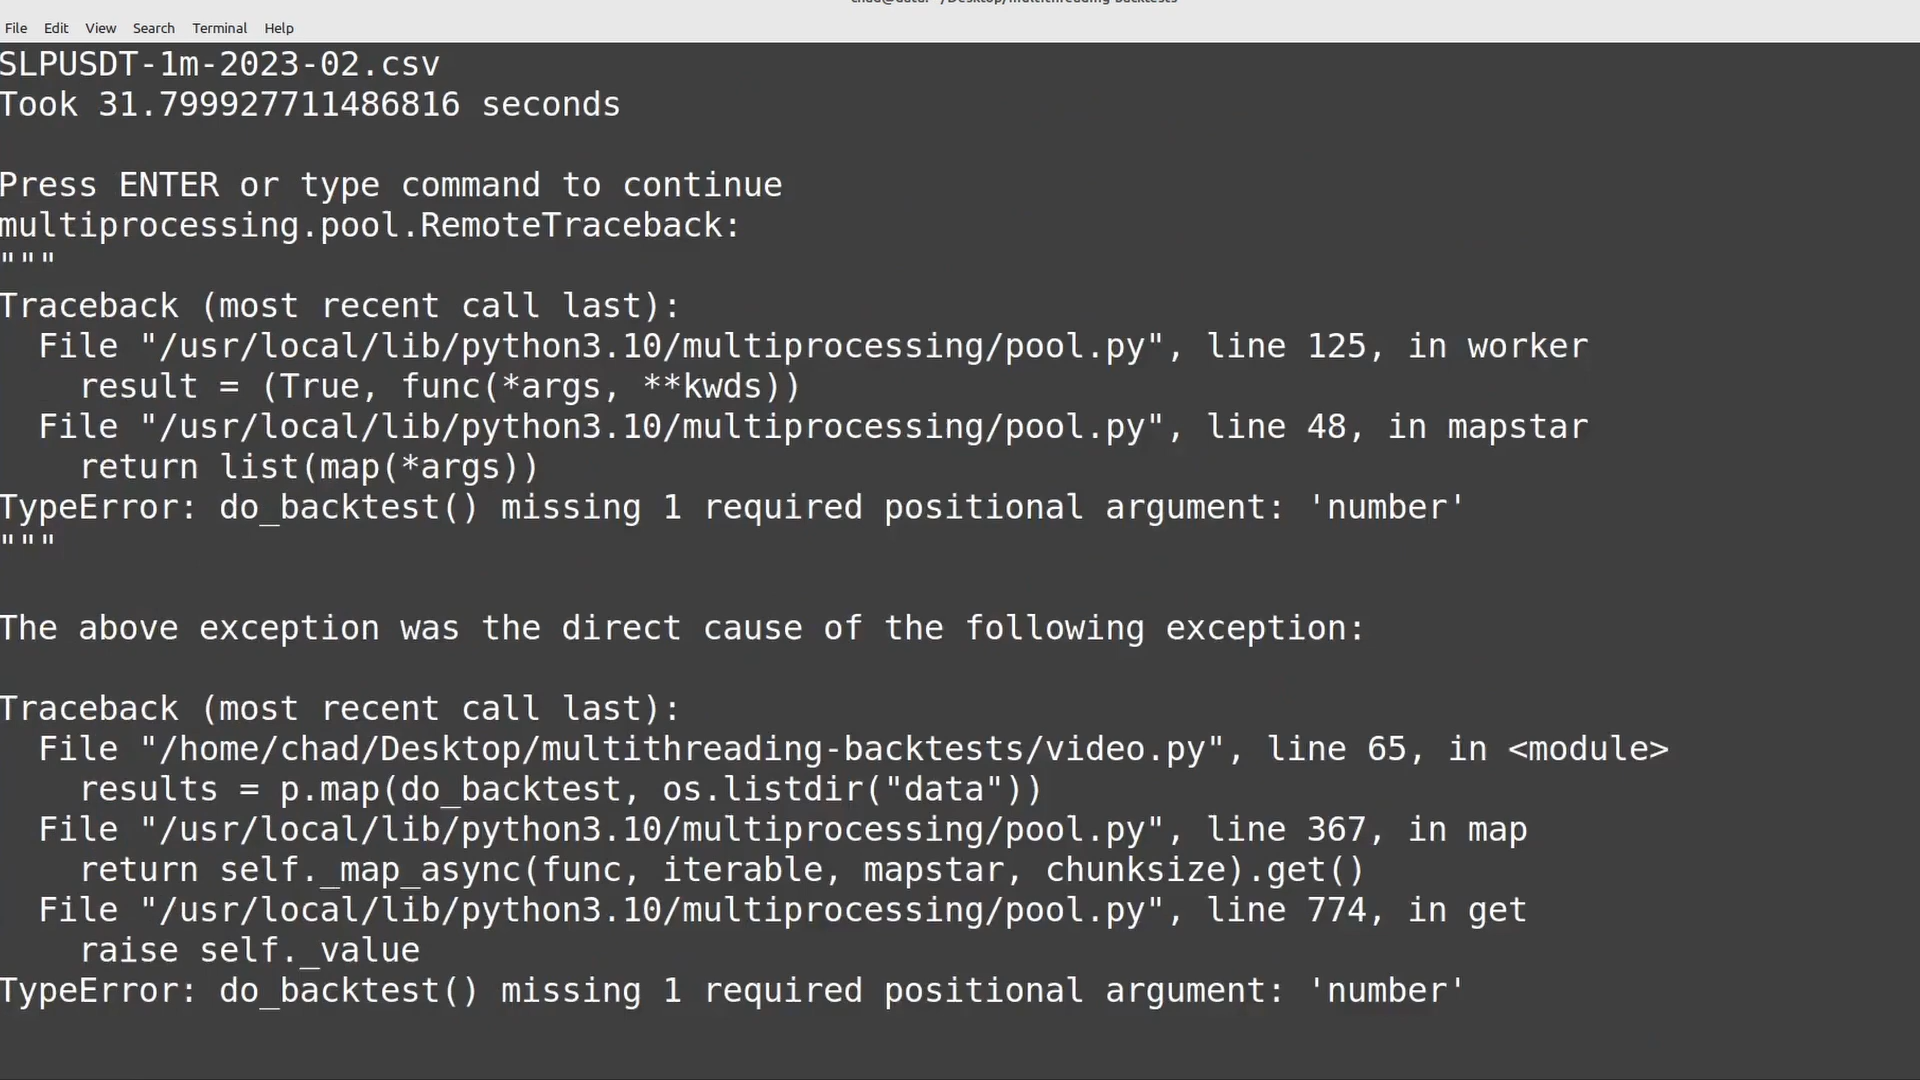 File Edit View Search Terminal Help
SLPUSDT-1m-2023-02.csv
Took 31.799927711486816 seconds
Press ENTER or type command to continue
multiprocessing.pool.RemoteTraceback:
"""
Traceback (most recent call last):
  File "/usr/local/lib/python3.10/multiprocessing/pool.py", line 125, in worker
    result = (True, func(*args, **kwds))
  File "/usr/local/lib/python3.10/multiprocessing/pool.py", line 48, in mapstar
    return list(map(*args))
TypeError: do_backtest() missing 1 required positional argument: 'number'
"""
The above exception was the direct cause of the following exception:
Traceback (most recent call last):
  File "/home/chad/Desktop/multithreading-backtests/video.py", line 65, in <module>
    results = p.map(do_backtest, os.listdir("data"))
  File "/usr/local/lib/python3.10/multiprocessing/pool.py", line 367, in map
    return self._map_async(func, iterable, mapstar, chunksize).get()
  File "/usr/local/lib/python3.10/multiprocessing/pool.py", line 774, in get
    raise self._value
TypeError: do_backtest() missing 1 required positional argument: 'number'